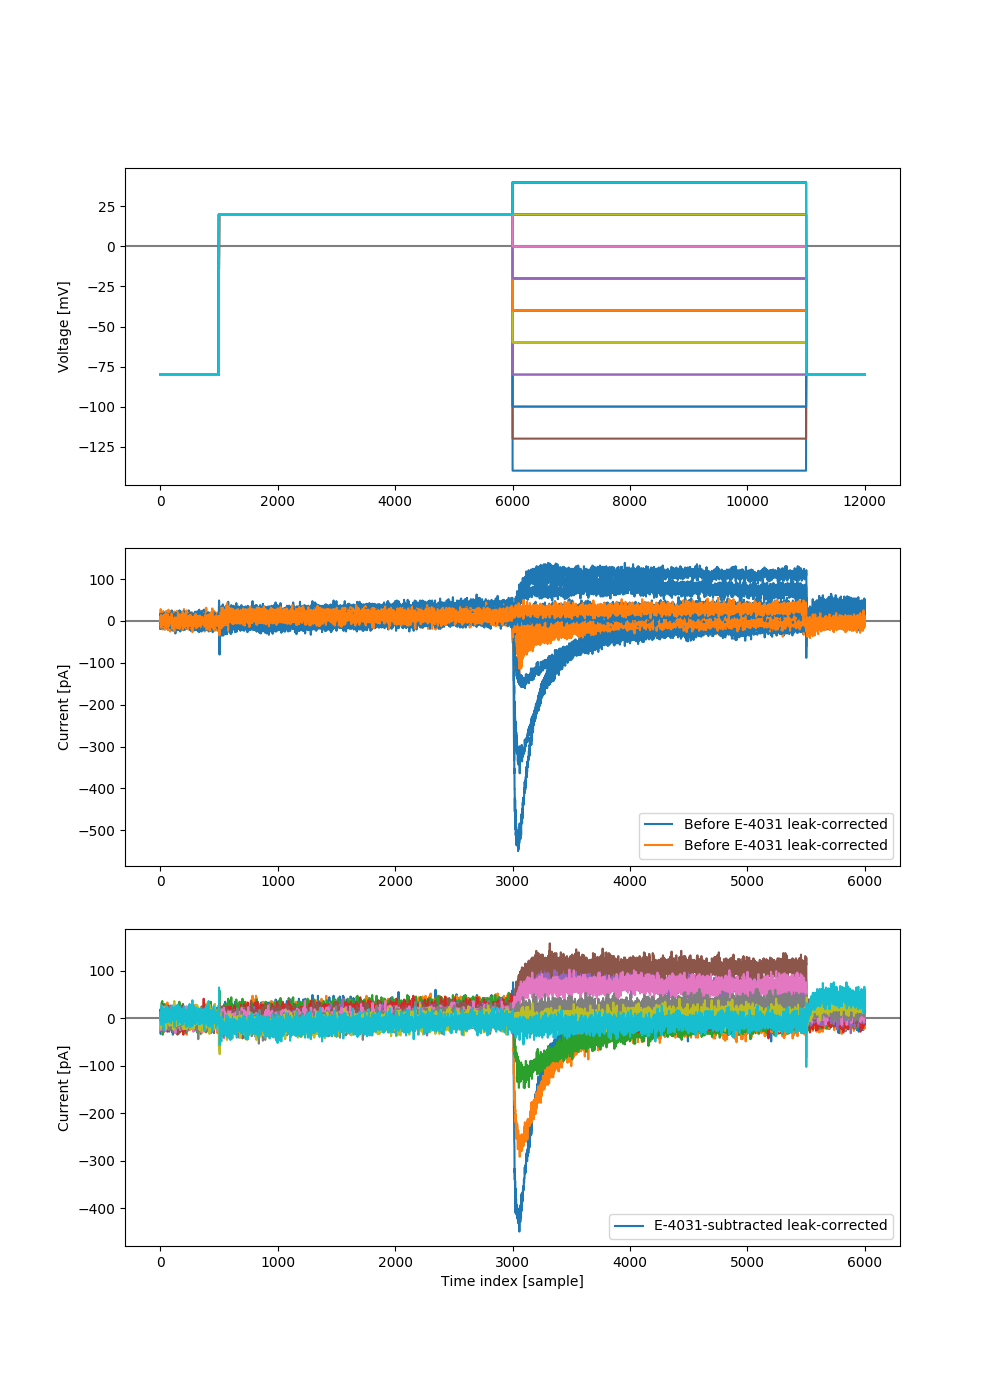 25
0
−25
−50
−75
−100
−125
Voltage [mV]
0 2000 4000 6000 8000 10000 12000
100
0
−100
−200
−300
−400
−500
Current [pA]
Before E-4031 leak-corrected
Before E-4031 leak-corrected
0 1000 2000 3000 4000 5000 6000
100
0
−100
−200
−300
−400
Current [pA]
E-4031-subtracted leak-corrected
0 1000 2000 3000 4000 5000 6000
Time index [sample]